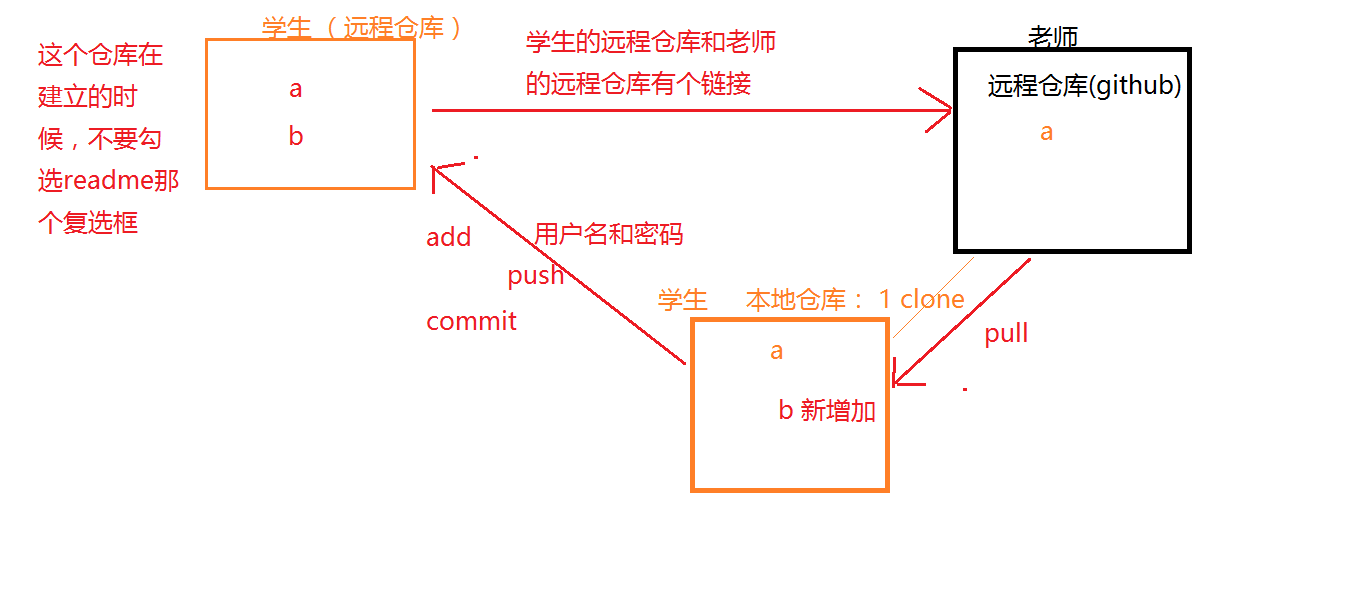 学生（远程仓库）
这个仓库在
建立的时
候，不要勾
选readme那
个复选框
a
b
学生的远程仓库和老师
的远程仓库有个链接
老师
远程仓库(github)
a
add
用户名和密码
push
commit
学生 本地仓库： 1 clone
pull
a
b 新增加